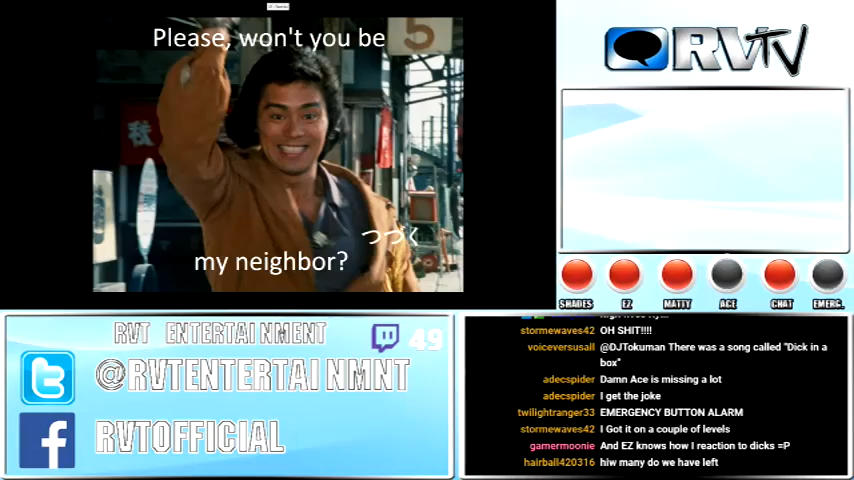 Please, won't you be
5
秋
つづく
my neighbor?
RVTV
SHADES EZ MATTY ACE CHAT EMERG.
RVT ENTERTAINMENT
49
@RVTENTERTAINMNT
RVTOFFICIAL
stormewaves42 OH SHIT!!!!
voiceversusall @DJTokuman There was a song called "Dick in a
box"
adecspider Damn Ace is missing a lot
adecspider I get the joke
twilightranger33 EMERGENCY BUTTON ALARM
stormewaves42 I Got it on a couple of levels
gamermoonie And EZ knows how I reaction to dicks =P
hairball420316 hiw many do we have left